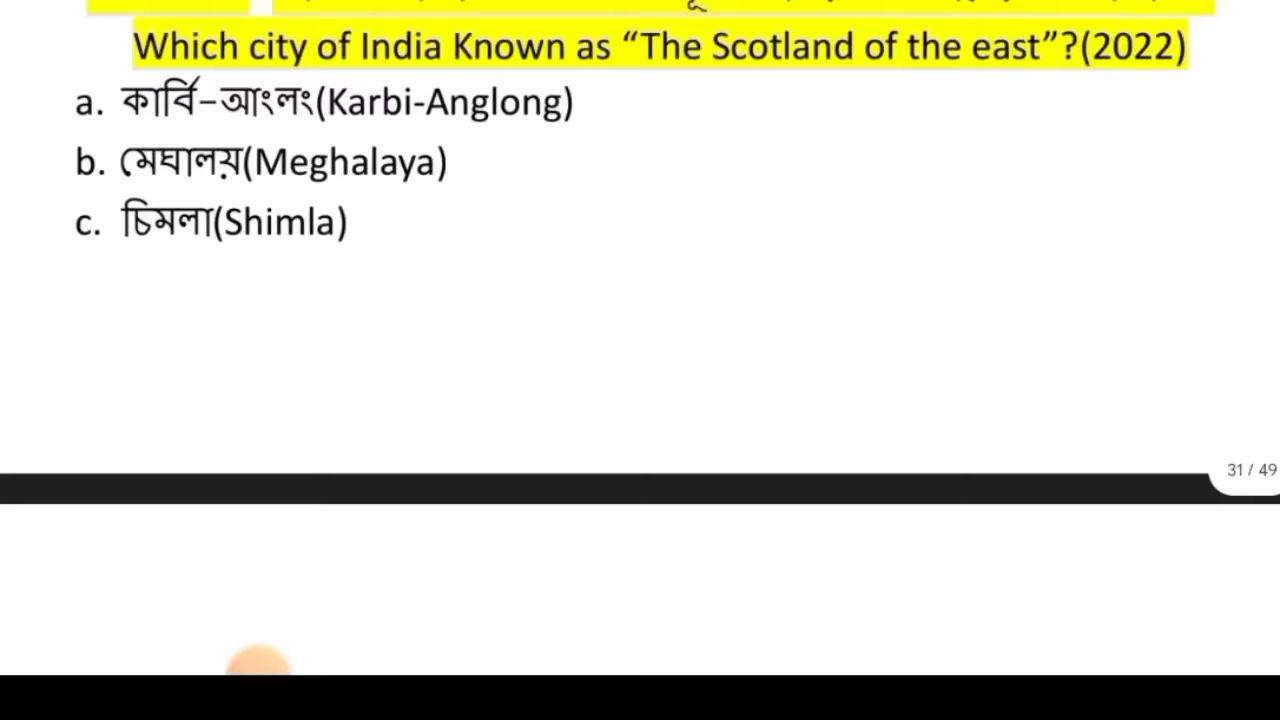 Which city of India Known as “The Scotland of the east”?(2022)
a. কাৰ্বি-আংলং(Karbi-Anglong)
b. মেঘালয়(Meghalaya)
c. চিমলা(Shimla)
31 / 49